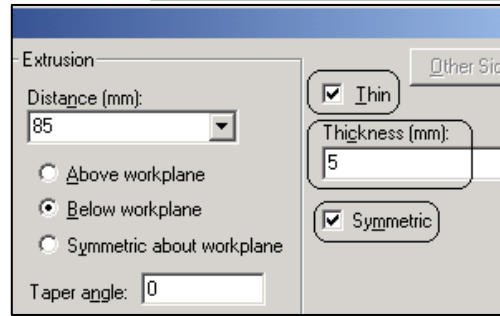 Extrusion
Distance (mm):
85
Above workplane
Below workplane
Symmetric about workplane
Taper angle: 0
Other Sid
Thin
Thickness (mm):
5
Symmetric